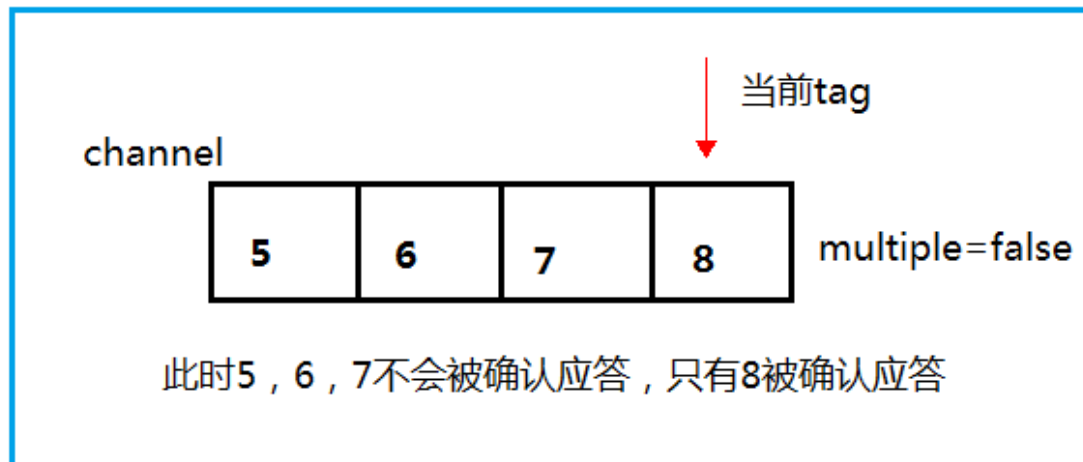 当前tag
channel
5 6 7 8
multiple=false
此时5，6，7不会被确认应答，只有8被确认应答